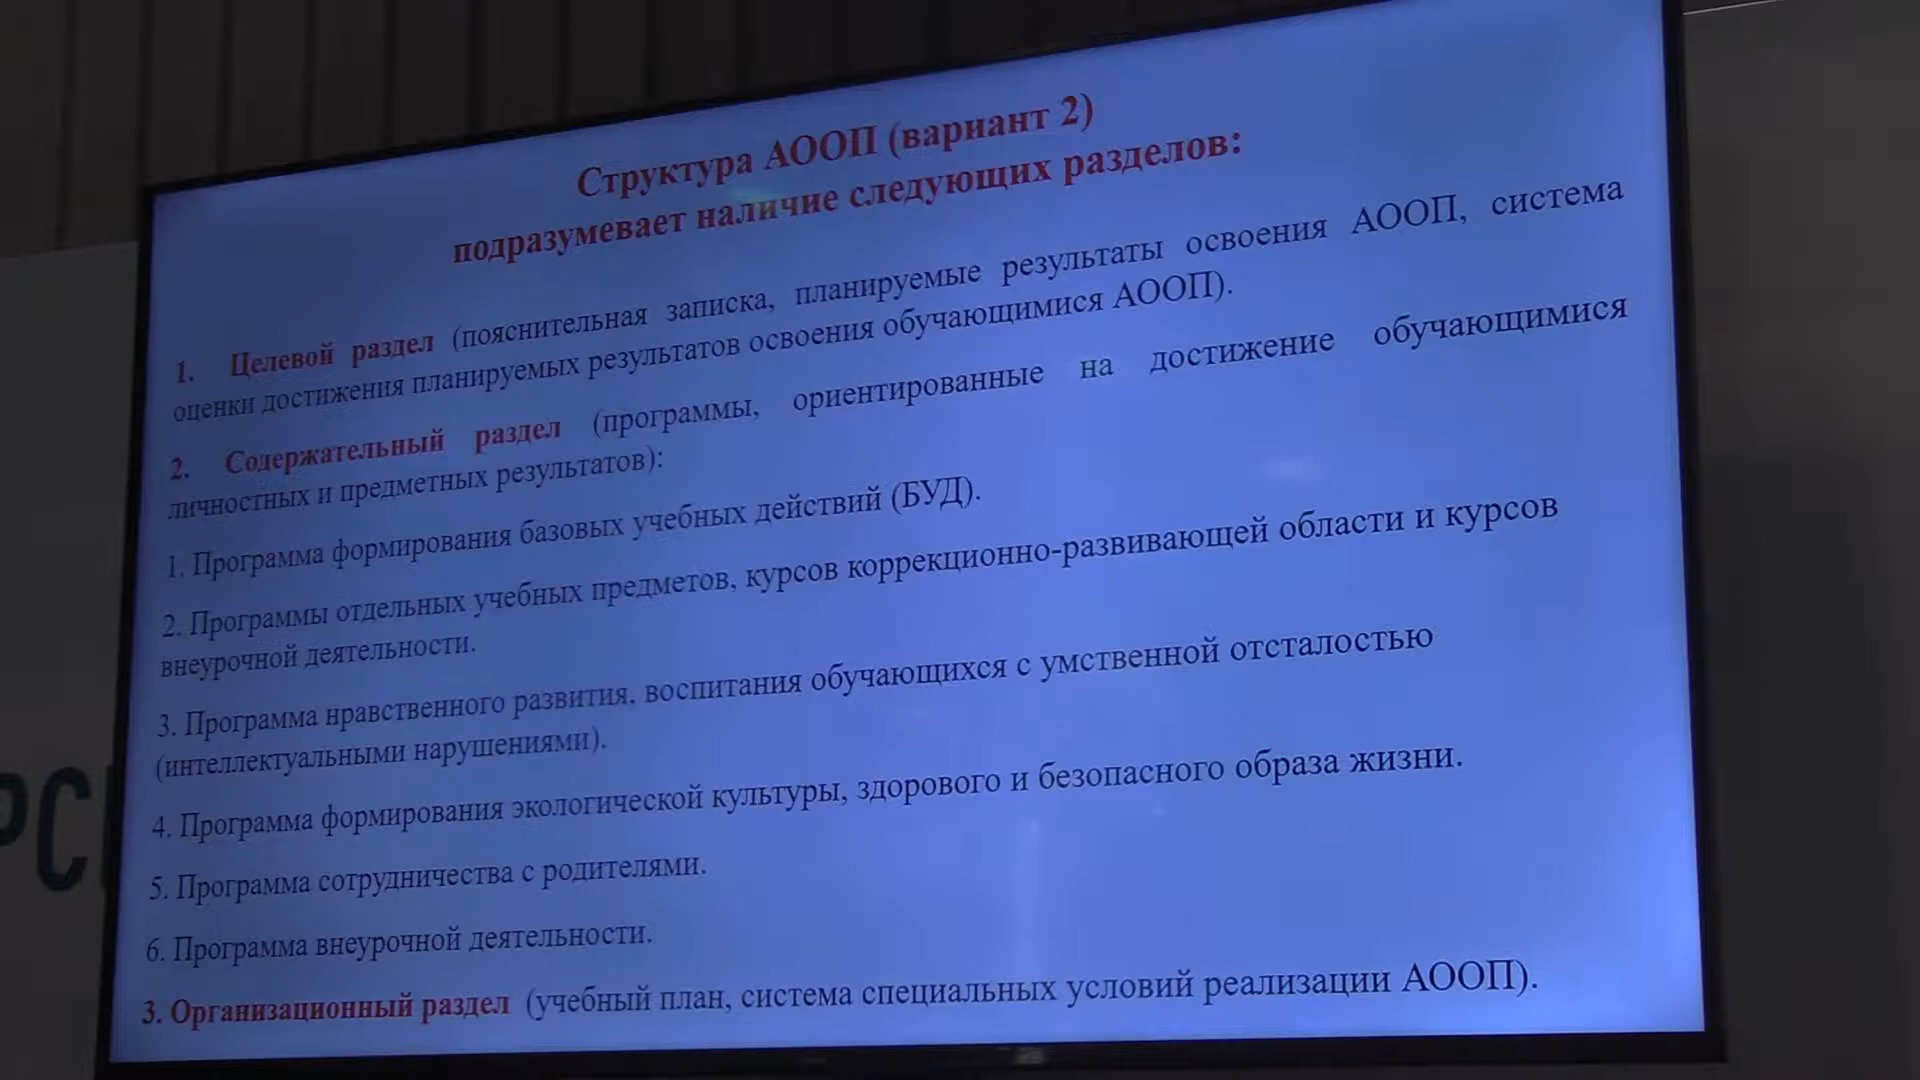 Структура АООП (вариант 2)
подразумевает наличие следующих разделов:
1. Целевой раздел (пояснительная записка, планируемые результаты освоения АООП, система
оценки достижения планируемых результатов освоения обучающимися АООП).
2. Содержательный раздел (программы, ориентированные на достижение обучающимися
личностных и предметных результатов):
1. Программа формирования базовых учебных действий (БУД).
2. Программы отдельных учебных предметов, курсов коррекционно-развивающей области и курсов
внеурочной деятельности.
3. Программа нравственного развития, воспитания обучающихся с умственной отсталостью
(интеллектуальными нарушениями).
4. Программа формирования экологической культуры, здорового и безопасного образа жизни.
5. Программа сотрудничества с родителями.
6. Программа внеурочной деятельности.
3. Организационный раздел (учебный план, система специальных условий реализации АООП).